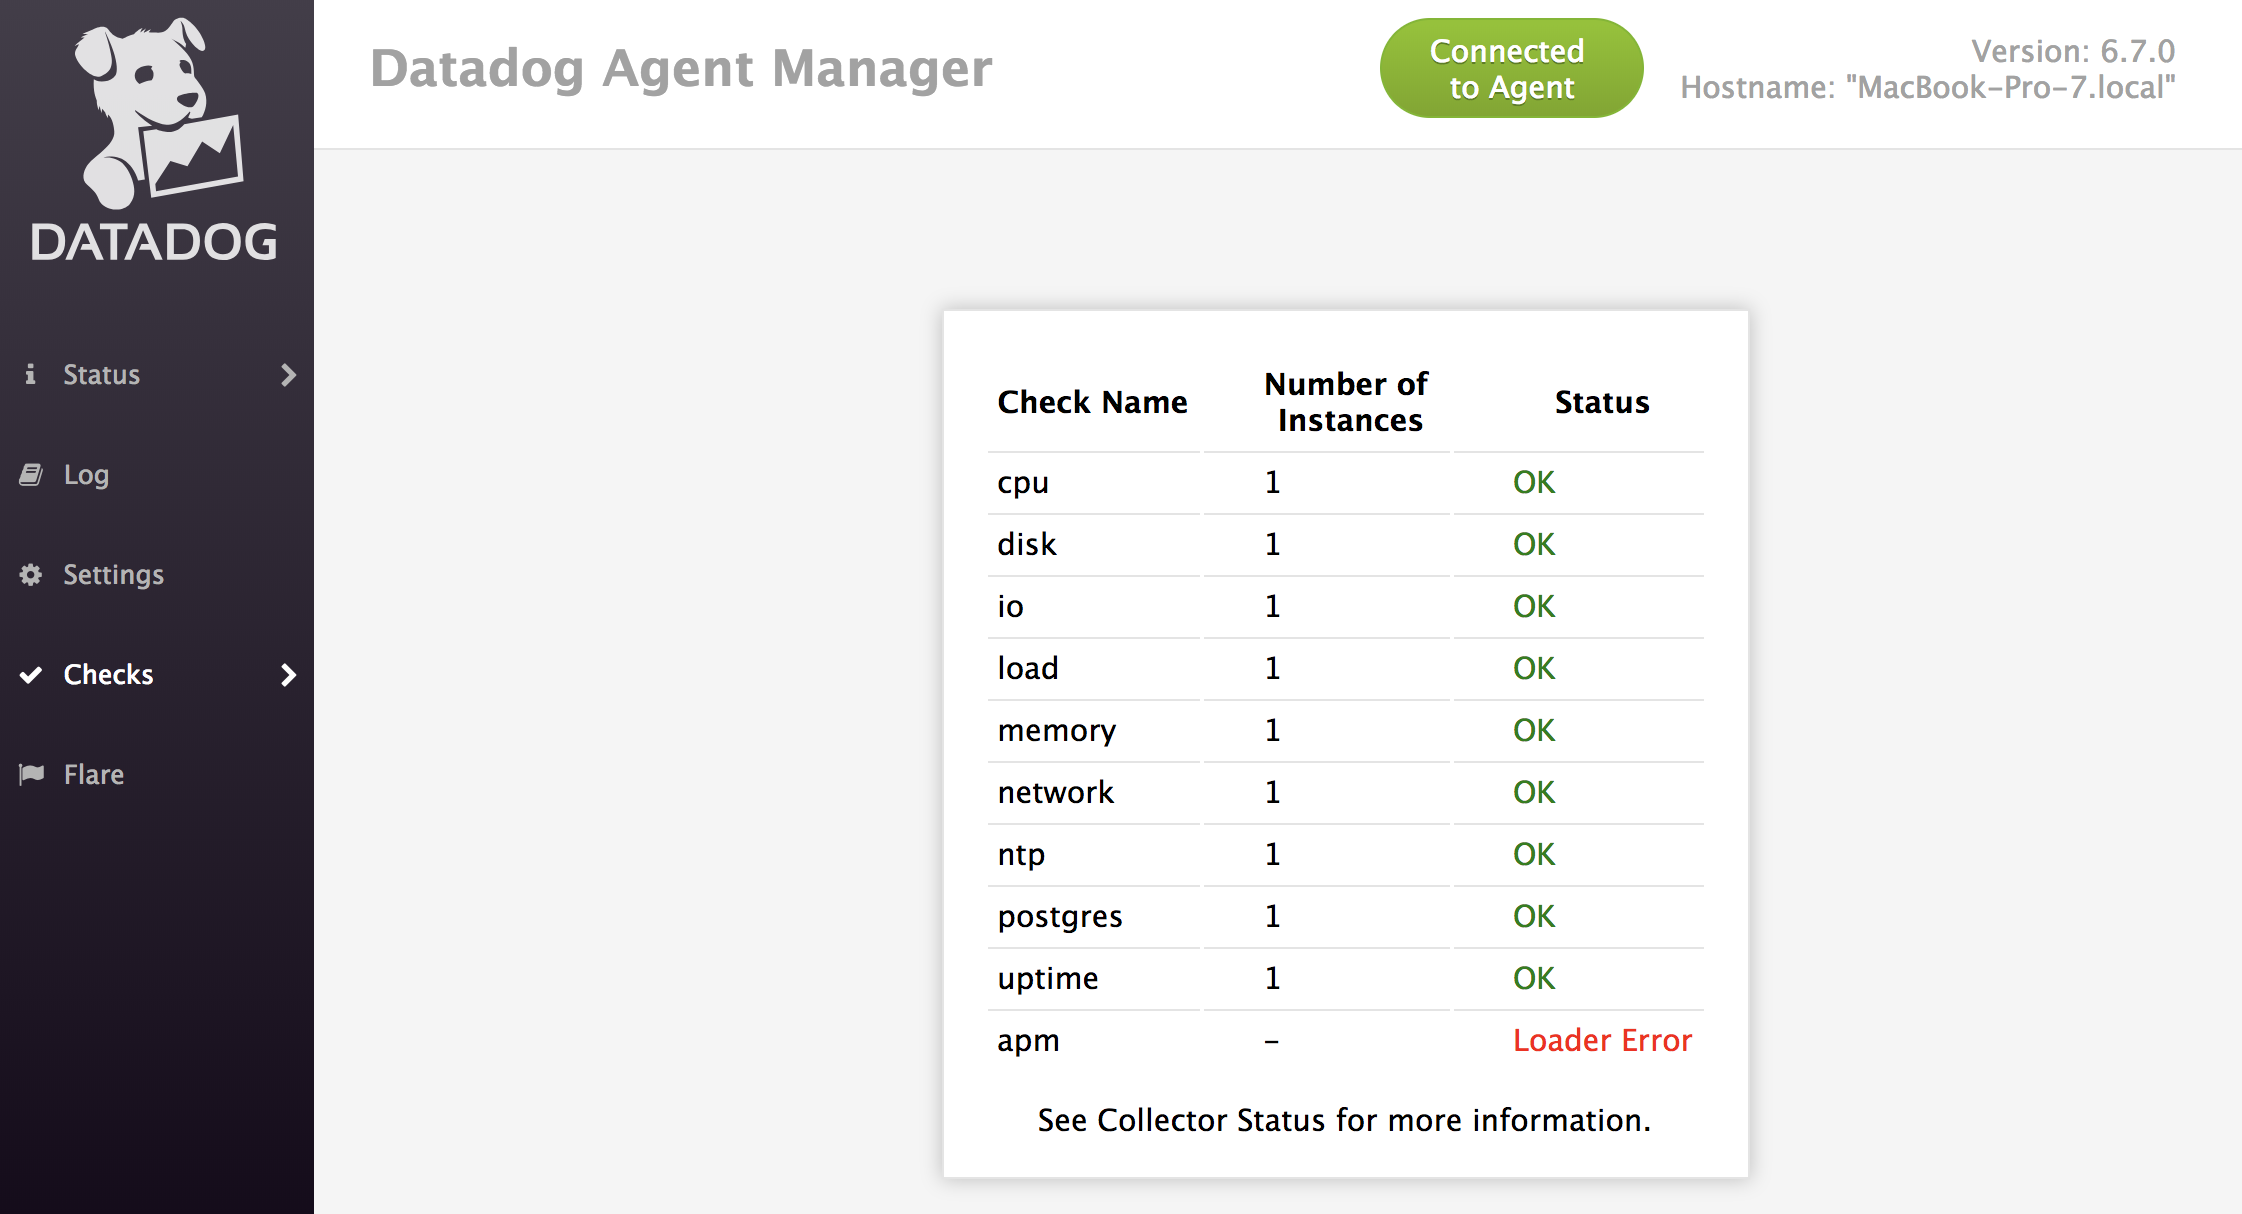 DATADOG
Status
Log
Settings
Checks
Flare
Datadog Agent Manager
Connected
to Agent
Version: 6.7.0
Hostname: "MacBook-Pro-7.local"
Check Name Number of Instances Status
cpu 1 OK
disk 1 OK
io 1 OK
load 1 OK
memory 1 OK
network 1 OK
ntp 1 OK
postgres 1 OK
uptime 1 OK
apm - Loader Error
See Collector Status for more information.